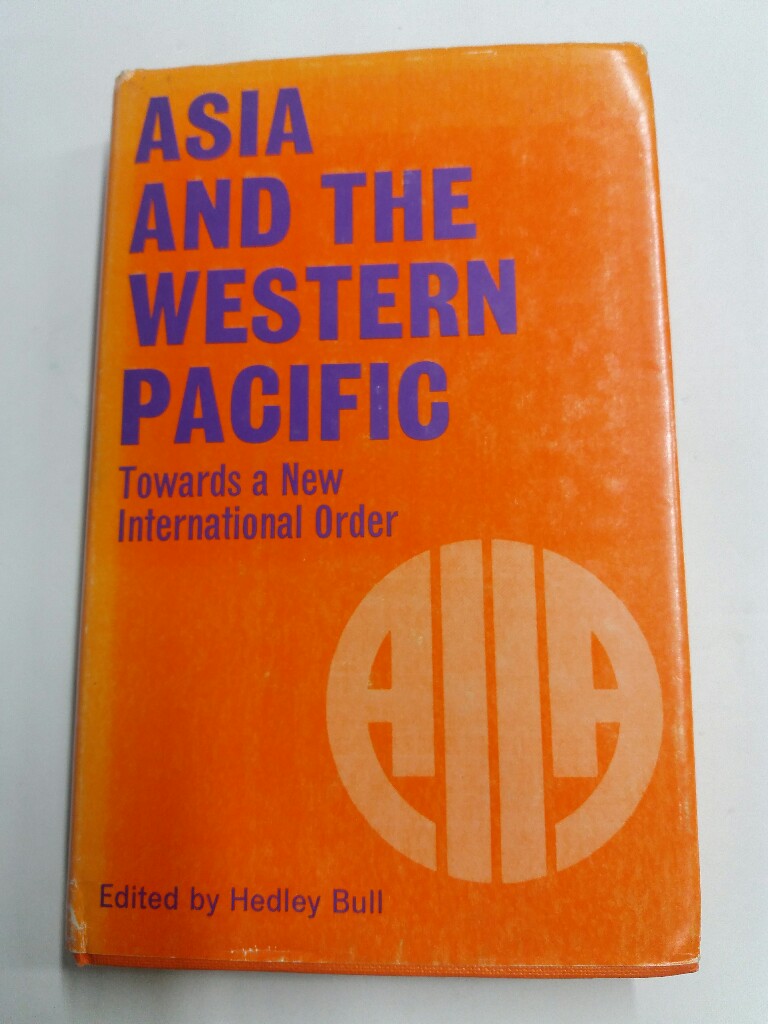 ASIA
AND THE
WESTERN
PACIFIC
Towards a New
International Order
AIIA
Edited by Hedley Bull